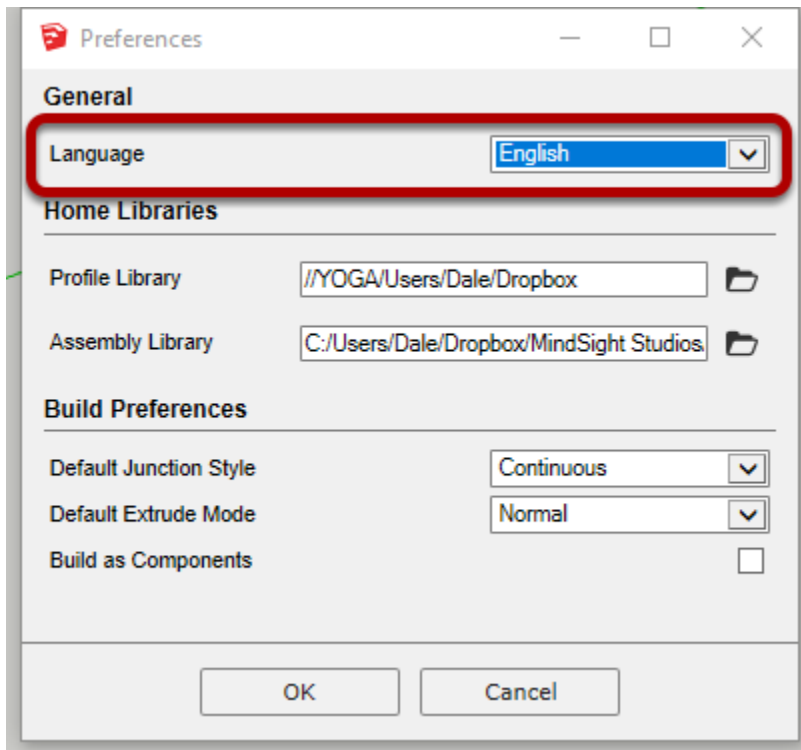 Preferences
General
Language English
Home Libraries
Profile Library //YOGA/Users/Dale/Dropbox
Assembly Library C:/Users/Dale/Dropbox/MindSight Studios
Build Preferences
Default Junction Style Continuous
Default Extrude Mode Normal
Build as Components
OK Cancel